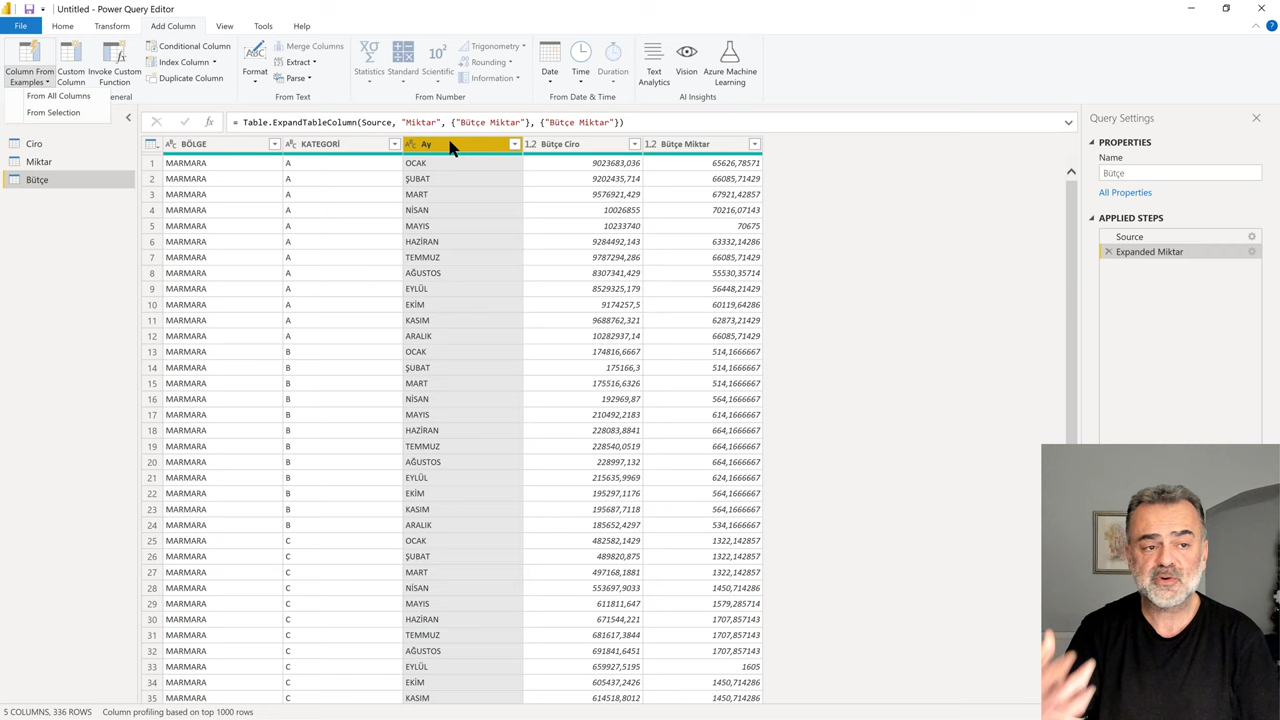 Untitled - Power Query Editor
File Home Transform Add Column View Tools Help
Column From Examples
Custom Column
Invoke Custom Function
Conditional Column
Index Column
Duplicate Column
Format
Merge Columns
Extract
Parse
Statistics
Standard
Scientific
Trigonometry
Rounding
Information
Date
Time
Duration
Text Analytics
Vision
Azure Machine Learning
From All Columns
From Selection
General
From Text
From Number
From Date & Time
AI Insights
= Table.ExpandTableColumn(Source, "Miktar", {"Bütçe Miktar"}, {"Bütçe Miktar"})
Ciro
Miktar
Bütçe
BÖLGE KATEGORİ Ay 1.2 Bütçe Ciro 1.2 Bütçe Miktar
1 MARMARA A OCAK 9023683,036 65626,78571
2 MARMARA A ŞUBAT 9202435,714 66085,71429
3 MARMARA A MART 9576921,429 67921,42857
4 MARMARA A NİSAN 10026855 70216,07143
5 MARMARA A MAYIS 10233740 70675
6 MARMARA A HAZİRAN 9284492,143 63332,14286
7 MARMARA A TEMMUZ 9787294,286 66085,71429
8 MARMARA A AĞUSTOS 8307341,429 55530,35714
9 MARMARA A EYLÜL 8529325,179 56448,21429
10 MARMARA A EKİM 9174257,5 60119,64286
11 MARMARA A KASIM 9688762,321 62873,21429
12 MARMARA A ARALIK 10282937,14 66085,71429
13 MARMARA B OCAK 174816,6667 514,1666667
14 MARMARA B ŞUBAT 175166,3 514,1666667
15 MARMARA B MART 175516,6326 514,1666667
16 MARMARA B NİSAN 192969,87 564,1666667
17 MARMARA B MAYIS 210492,2183 614,1666667
18 MARMARA B HAZİRAN 228083,8841 664,1666667
19 MARMARA B TEMMUZ 228540,0519 664,1666667
20 MARMARA B AĞUSTOS 228997,132 664,1666667
21 MARMARA B EYLÜL 215635,9969 624,1666667
22 MARMARA B EKİM 195297,1176 564,1666667
23 MARMARA B KASIM 195687,7118 564,1666667
24 MARMARA B ARALIK 185652,4297 534,1666667
25 MARMARA C OCAK 482582,1429 1322,142857
26 MARMARA C ŞUBAT 489820,875 1322,142857
27 MARMARA C MART 497168,1881 1322,142857
28 MARMARA C NİSAN 553697,9033 1450,714286
29 MARMARA C MAYIS 611811,647 1579,285714
30 MARMARA C HAZİRAN 671544,221 1707,857143
31 MARMARA C TEMMUZ 681617,3844 1707,857143
32 MARMARA C AĞUSTOS 691841,6451 1707,857143
33 MARMARA C EYLÜL 659927,5195 1605
34 MARMARA C EKİM 605437,2426 1450,714286
35 MARMARA C KASIM 614518,8012 1450,714286
Query Settings
PROPERTIES
Name
Bütçe
All Properties
APPLIED STEPS
Source
Expanded Miktar
5 COLUMNS, 336 ROWS Column profiling based on top 1000 rows